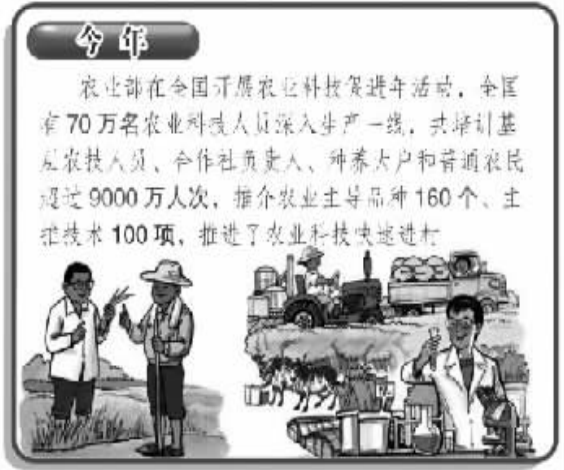 今年
农业部在全国开展农业科技促进年活动，全国
有70万名农业科技人员深入生产一线，共培训基
层农技人员、合作社负责人、种养大户和普通农民
超过9000万人次，推介农业主导品种160个、主
推技术100项，推进了农业科技快速进村